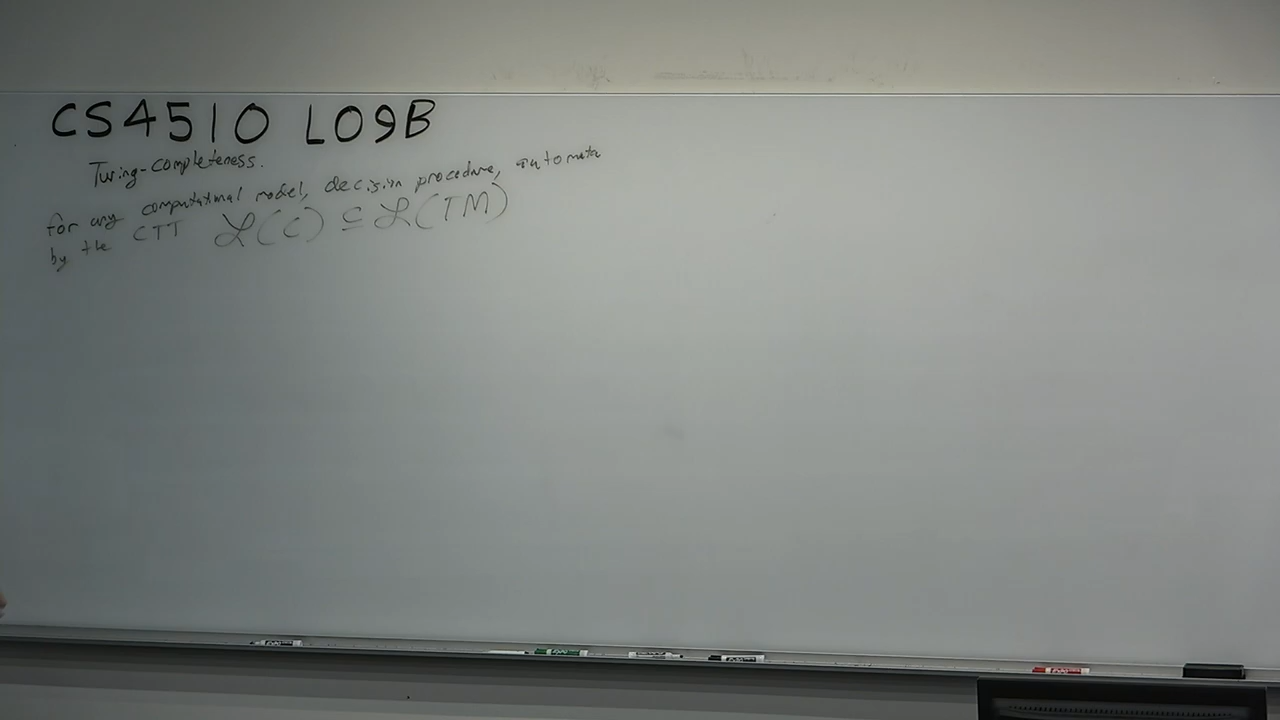 CS4510 L09B
Turing-completeness.
for any computational model, decision procedure, automata
by the CTT ℒ(C) ⊆ ℒ(TM)